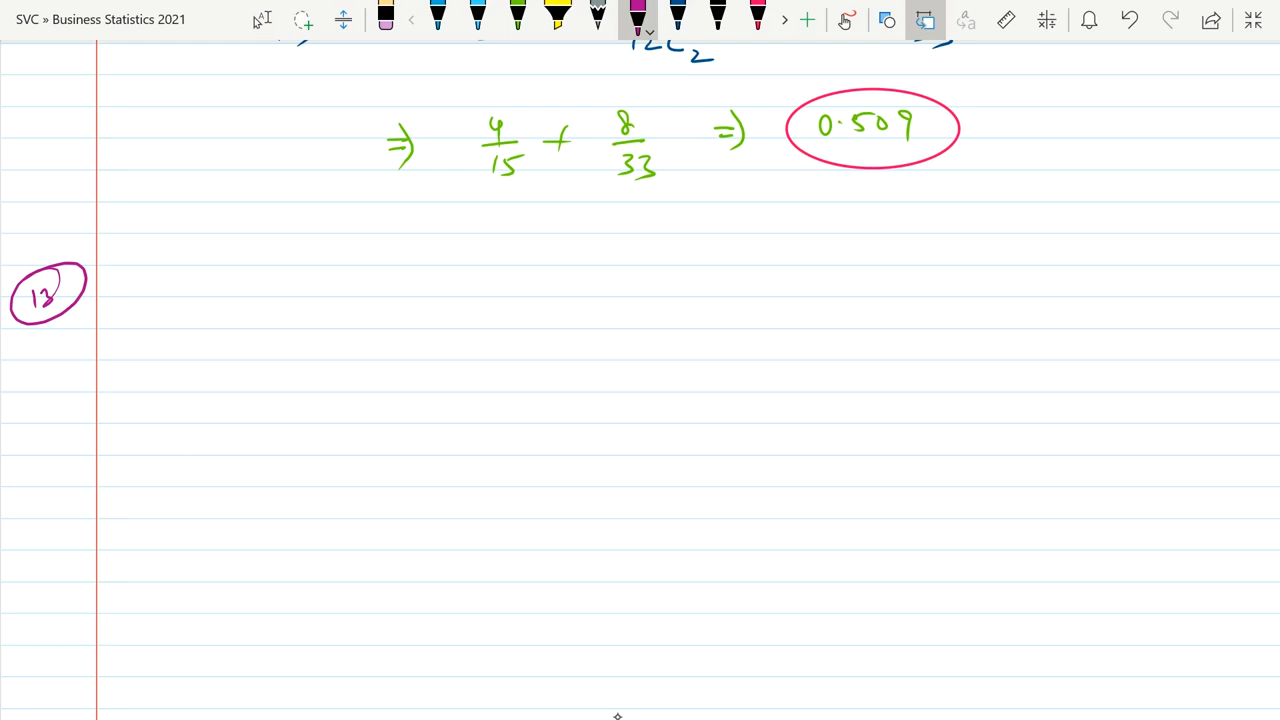 SVC » Business Statistics 2021
12C2
⇒ 4/15 + 8/33 ⇒ 0.509
13